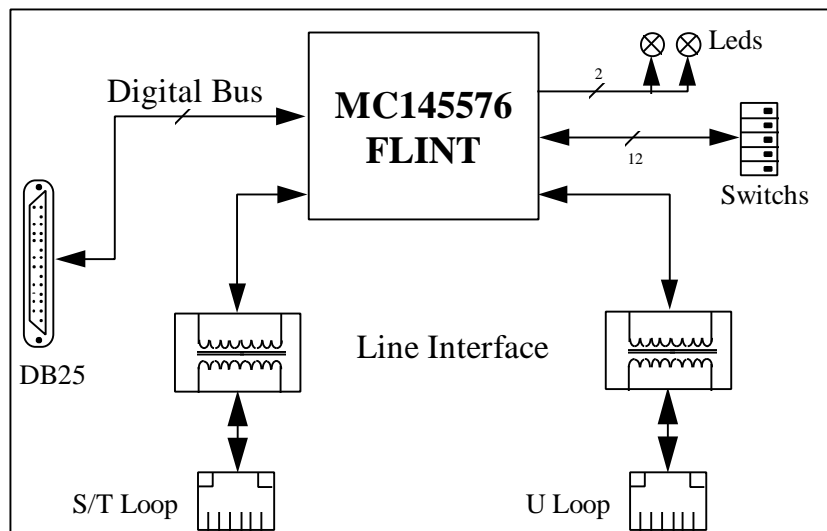 Leds
Digital Bus
2
MC145576
FLINT
12
Switchs
DB25
Line Interface
S/T Loop
U Loop